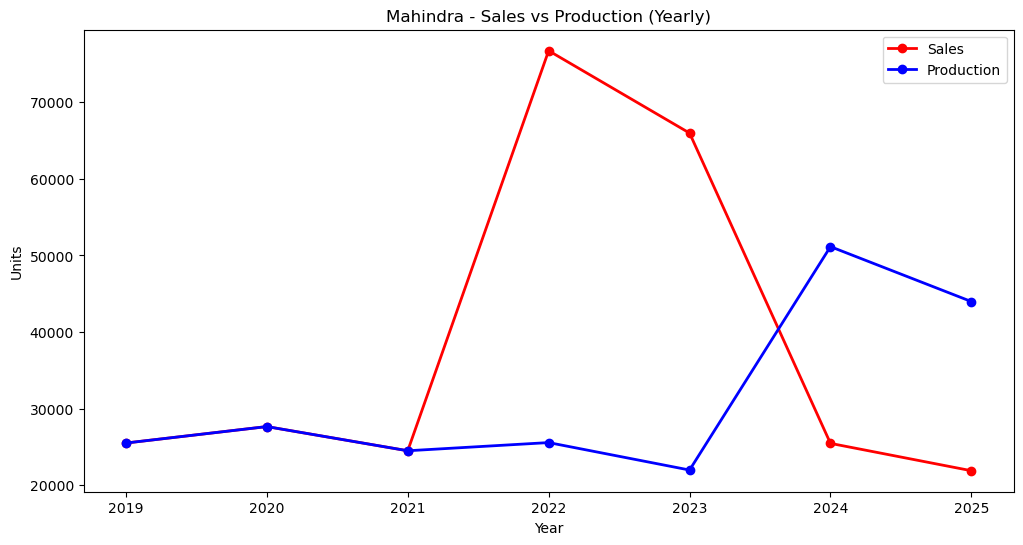 Mahindra - Sales vs Production (Yearly)
Sales
Production
Units
70000
60000
50000
40000
30000
20000
2019 2020 2021 2022 2023 2024 2025
Year